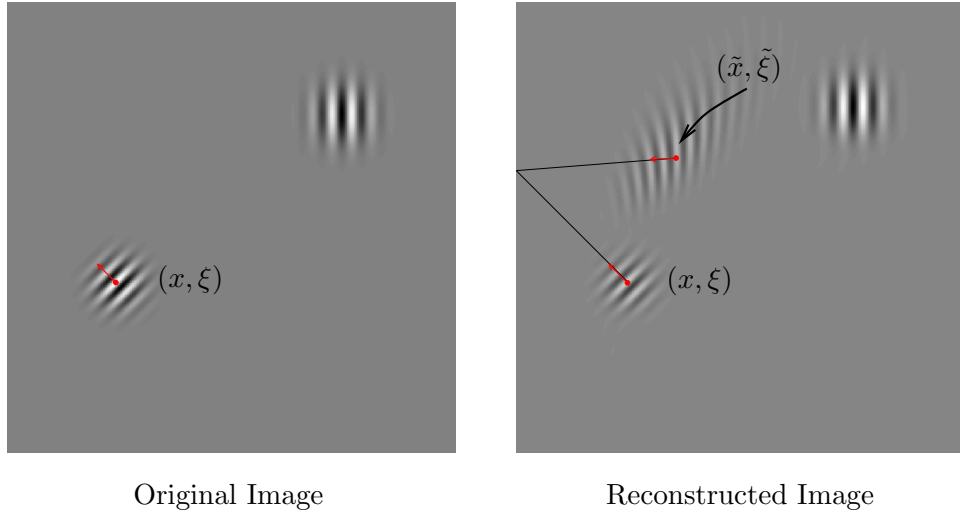 (x̃, ξ̃)
(x, ξ)
(x, ξ)
Original Image
Reconstructed Image